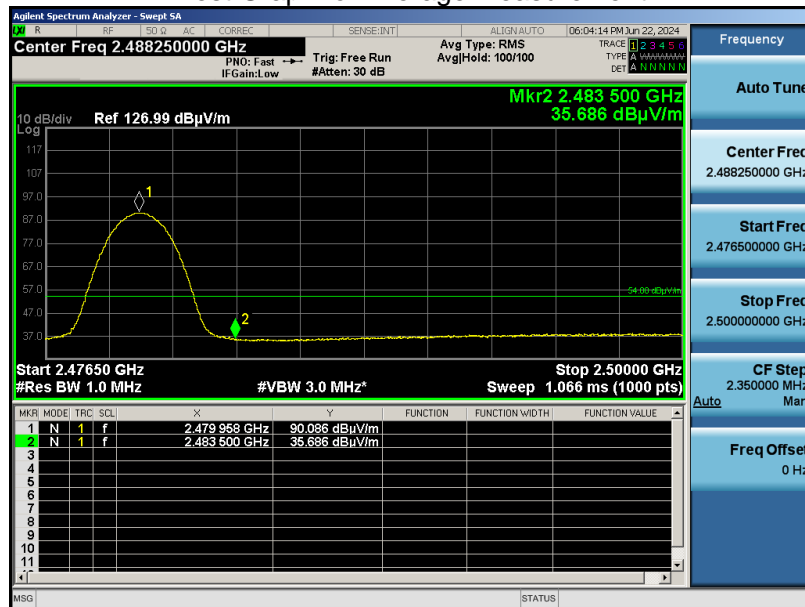 Agilent Spectrum Analyzer - Swept SA
LXI R RF 50 Ω AC CORREC SENSE:INT ALIGN AUTO 06:04:14 PM Jun 22, 2024
Center Freq 2.488250000 GHz
PNO: Fast
IFGain:Low
Trig: Free Run
#Atten: 30 dB
Avg Type: RMS
Avg|Hold: 100/100
TRACE 1 2 3 4 5 6
TYPE A
DET A N N N N N
Mkr2 2.483 500 GHz
35.686 dBµV/m
10 dB/div Ref 126.99 dBµV/m
Log
117
107
97.0
87.0
77.0
67.0
57.0
47.0
37.0
1
2
54.00 dBµV/m
Start 2.47650 GHz Stop 2.50000 GHz
#Res BW 1.0 MHz #VBW 3.0 MHz* Sweep 1.066 ms (1000 pts)
MKR MODE TRC SCL X Y FUNCTION FUNCTION WIDTH FUNCTION VALUE
1 N 1 f 2.479 958 GHz 90.086 dBµV/m
2 N 1 f 2.483 500 GHz 35.686 dBµV/m
3
4
5
6
7
8
9
10
11
MSG STATUS
Frequency
Auto Tune
Center Freq
2.488250000 GHz
Start Freq
2.476500000 GHz
Stop Freq
2.500000000 GHz
CF Step
2.350000 MHz
Auto Man
Freq Offset
0 Hz